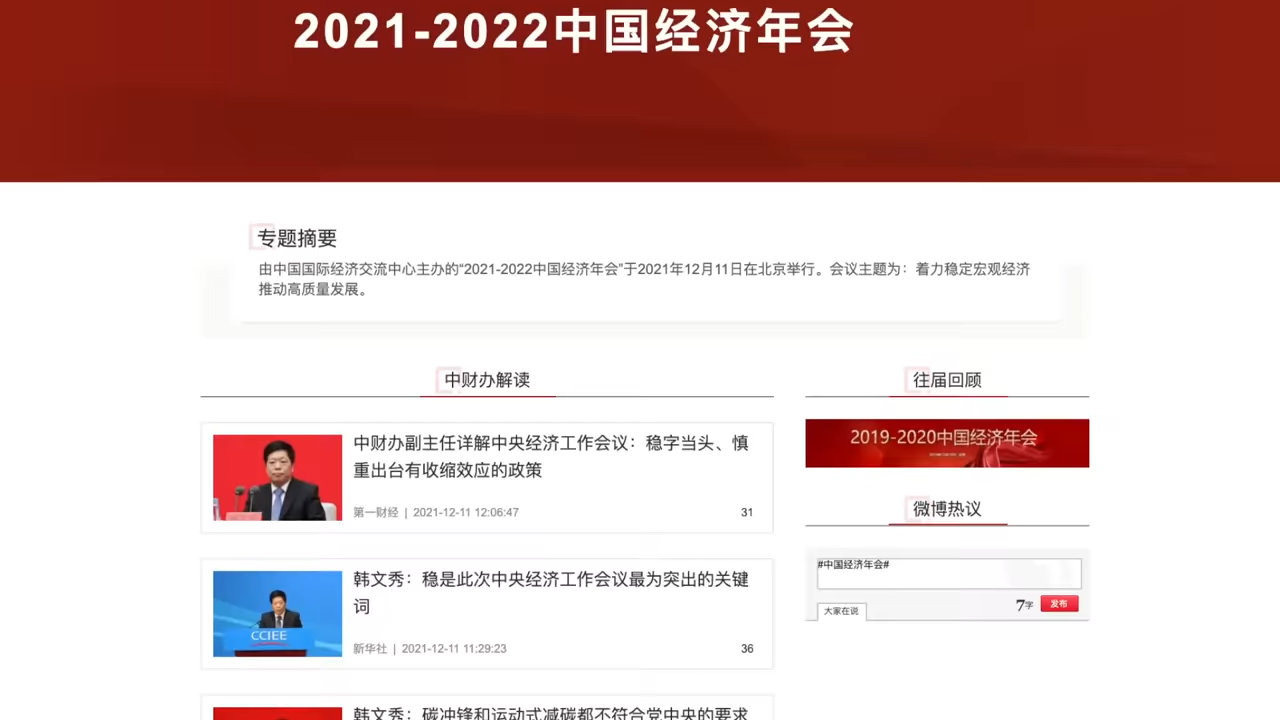 2021-2022中国经济年会
专题摘要
由中国国际经济交流中心主办的“2021-2022中国经济年会”于2021年12月11日在北京举行。会议主题为：着力稳定宏观经济
推动高质量发展。
中财办解读
中财办副主任详解中央经济工作会议：稳字当头、慎
重出台有收缩效应的政策
第一财经 | 2021-12-11 12:06:47
31
韩文秀：稳是此次中央经济工作会议最为突出的关键
词
新华社 | 2021-12-11 11:29:23
36
CCIEE
韩文秀：碳冲锋和运动式减碳都不符合党中央的要求
往届回顾
2019-2020中国经济年会
微博热议
#中国经济年会#
7字
发布
大家在说